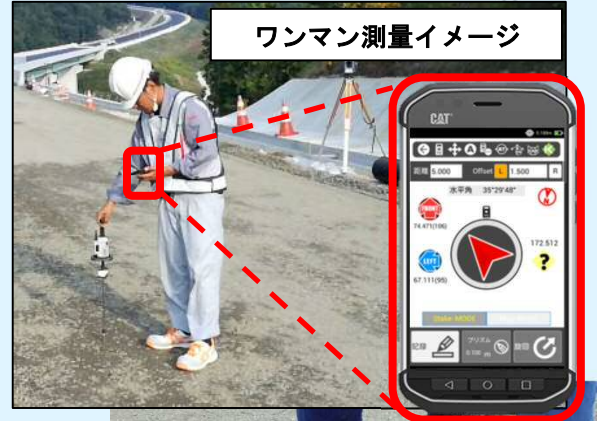 ワンマン測量イメージ
CAT
距離 5.000 Offset L 1.500 R
水平角 35°29'48"
FRONT
74.471(106)
172.512
?
LEFT
67.111(95)
Stake-MODE
記録
プリズム
0.100